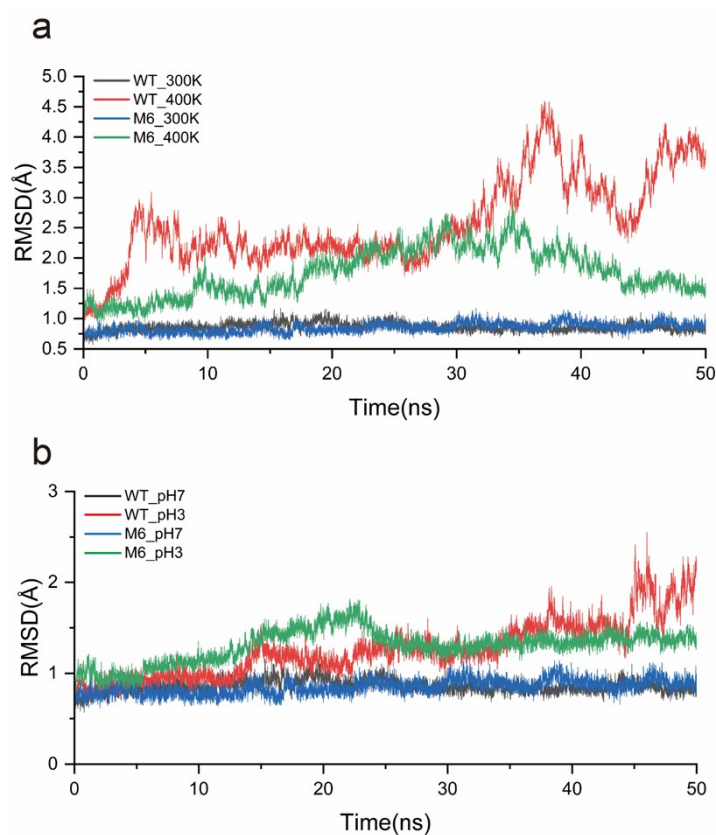 a
WT_300K
WT_400K
M6_300K
M6_400K
5.0
4.5
4.0
3.5
3.0
2.5
2.0
1.5
1.0
0.5
RMSD(Å)
0 10 20 30 40 50
Time(ns)
b
WT_pH7
WT_pH3
M6_pH7
M6_pH3
3
2
1
0
RMSD(Å)
0 10 20 30 40 50
Time(ns)